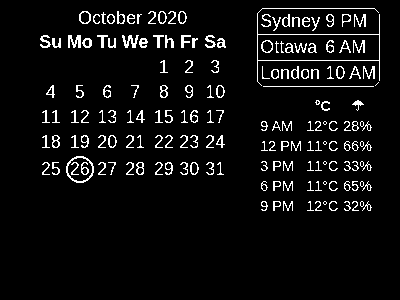 October 2020
Su Mo Tu We Th Fr Sa
1 2 3
4 5 6 7 8 9 10
11 12 13 14 15 16 17
18 19 20 21 22 23 24
25 26 27 28 29 30 31
Sydney 9 PM
Ottawa 6 AM
London 10 AM
°C ☂
9 AM 12°C 28%
12 PM 11°C 66%
3 PM 11°C 33%
6 PM 11°C 65%
9 PM 12°C 32%